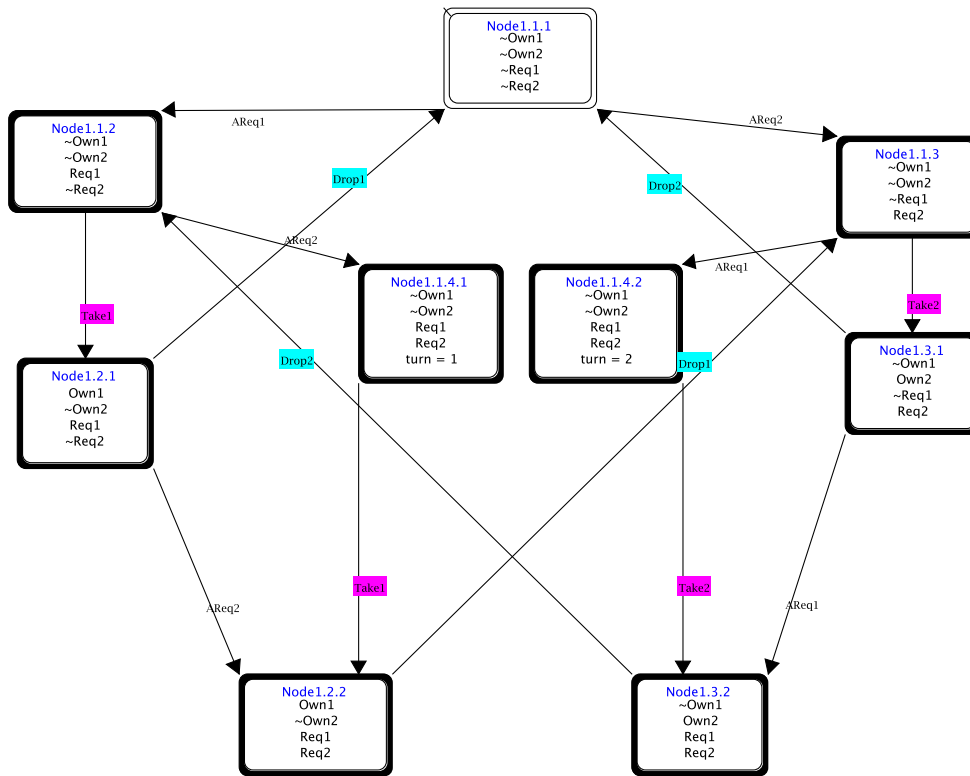 Node1.1.1
~Own1
~Own2
~Req1
~Req2
AReq1
AReq2
Node1.1.2
~Own1
~Own2
Req1
~Req2
Node1.1.3
~Own1
~Own2
~Req1
Req2
Drop1
Drop2
AReq2
AReq1
Node1.1.4.1
~Own1
~Own2
Req1
Req2
turn = 1
Node1.1.4.2
~Own1
~Own2
Req1
Req2
turn = 2
Take1
Take2
Drop2
Drop1
Node1.2.1
Own1
~Own2
Req1
~Req2
Node1.3.1
~Own1
Own2
~Req1
Req2
Take1
Take2
AReq2
AReq1
Node1.2.2
Own1
~Own2
Req1
Req2
Node1.3.2
~Own1
Own2
Req1
Req2